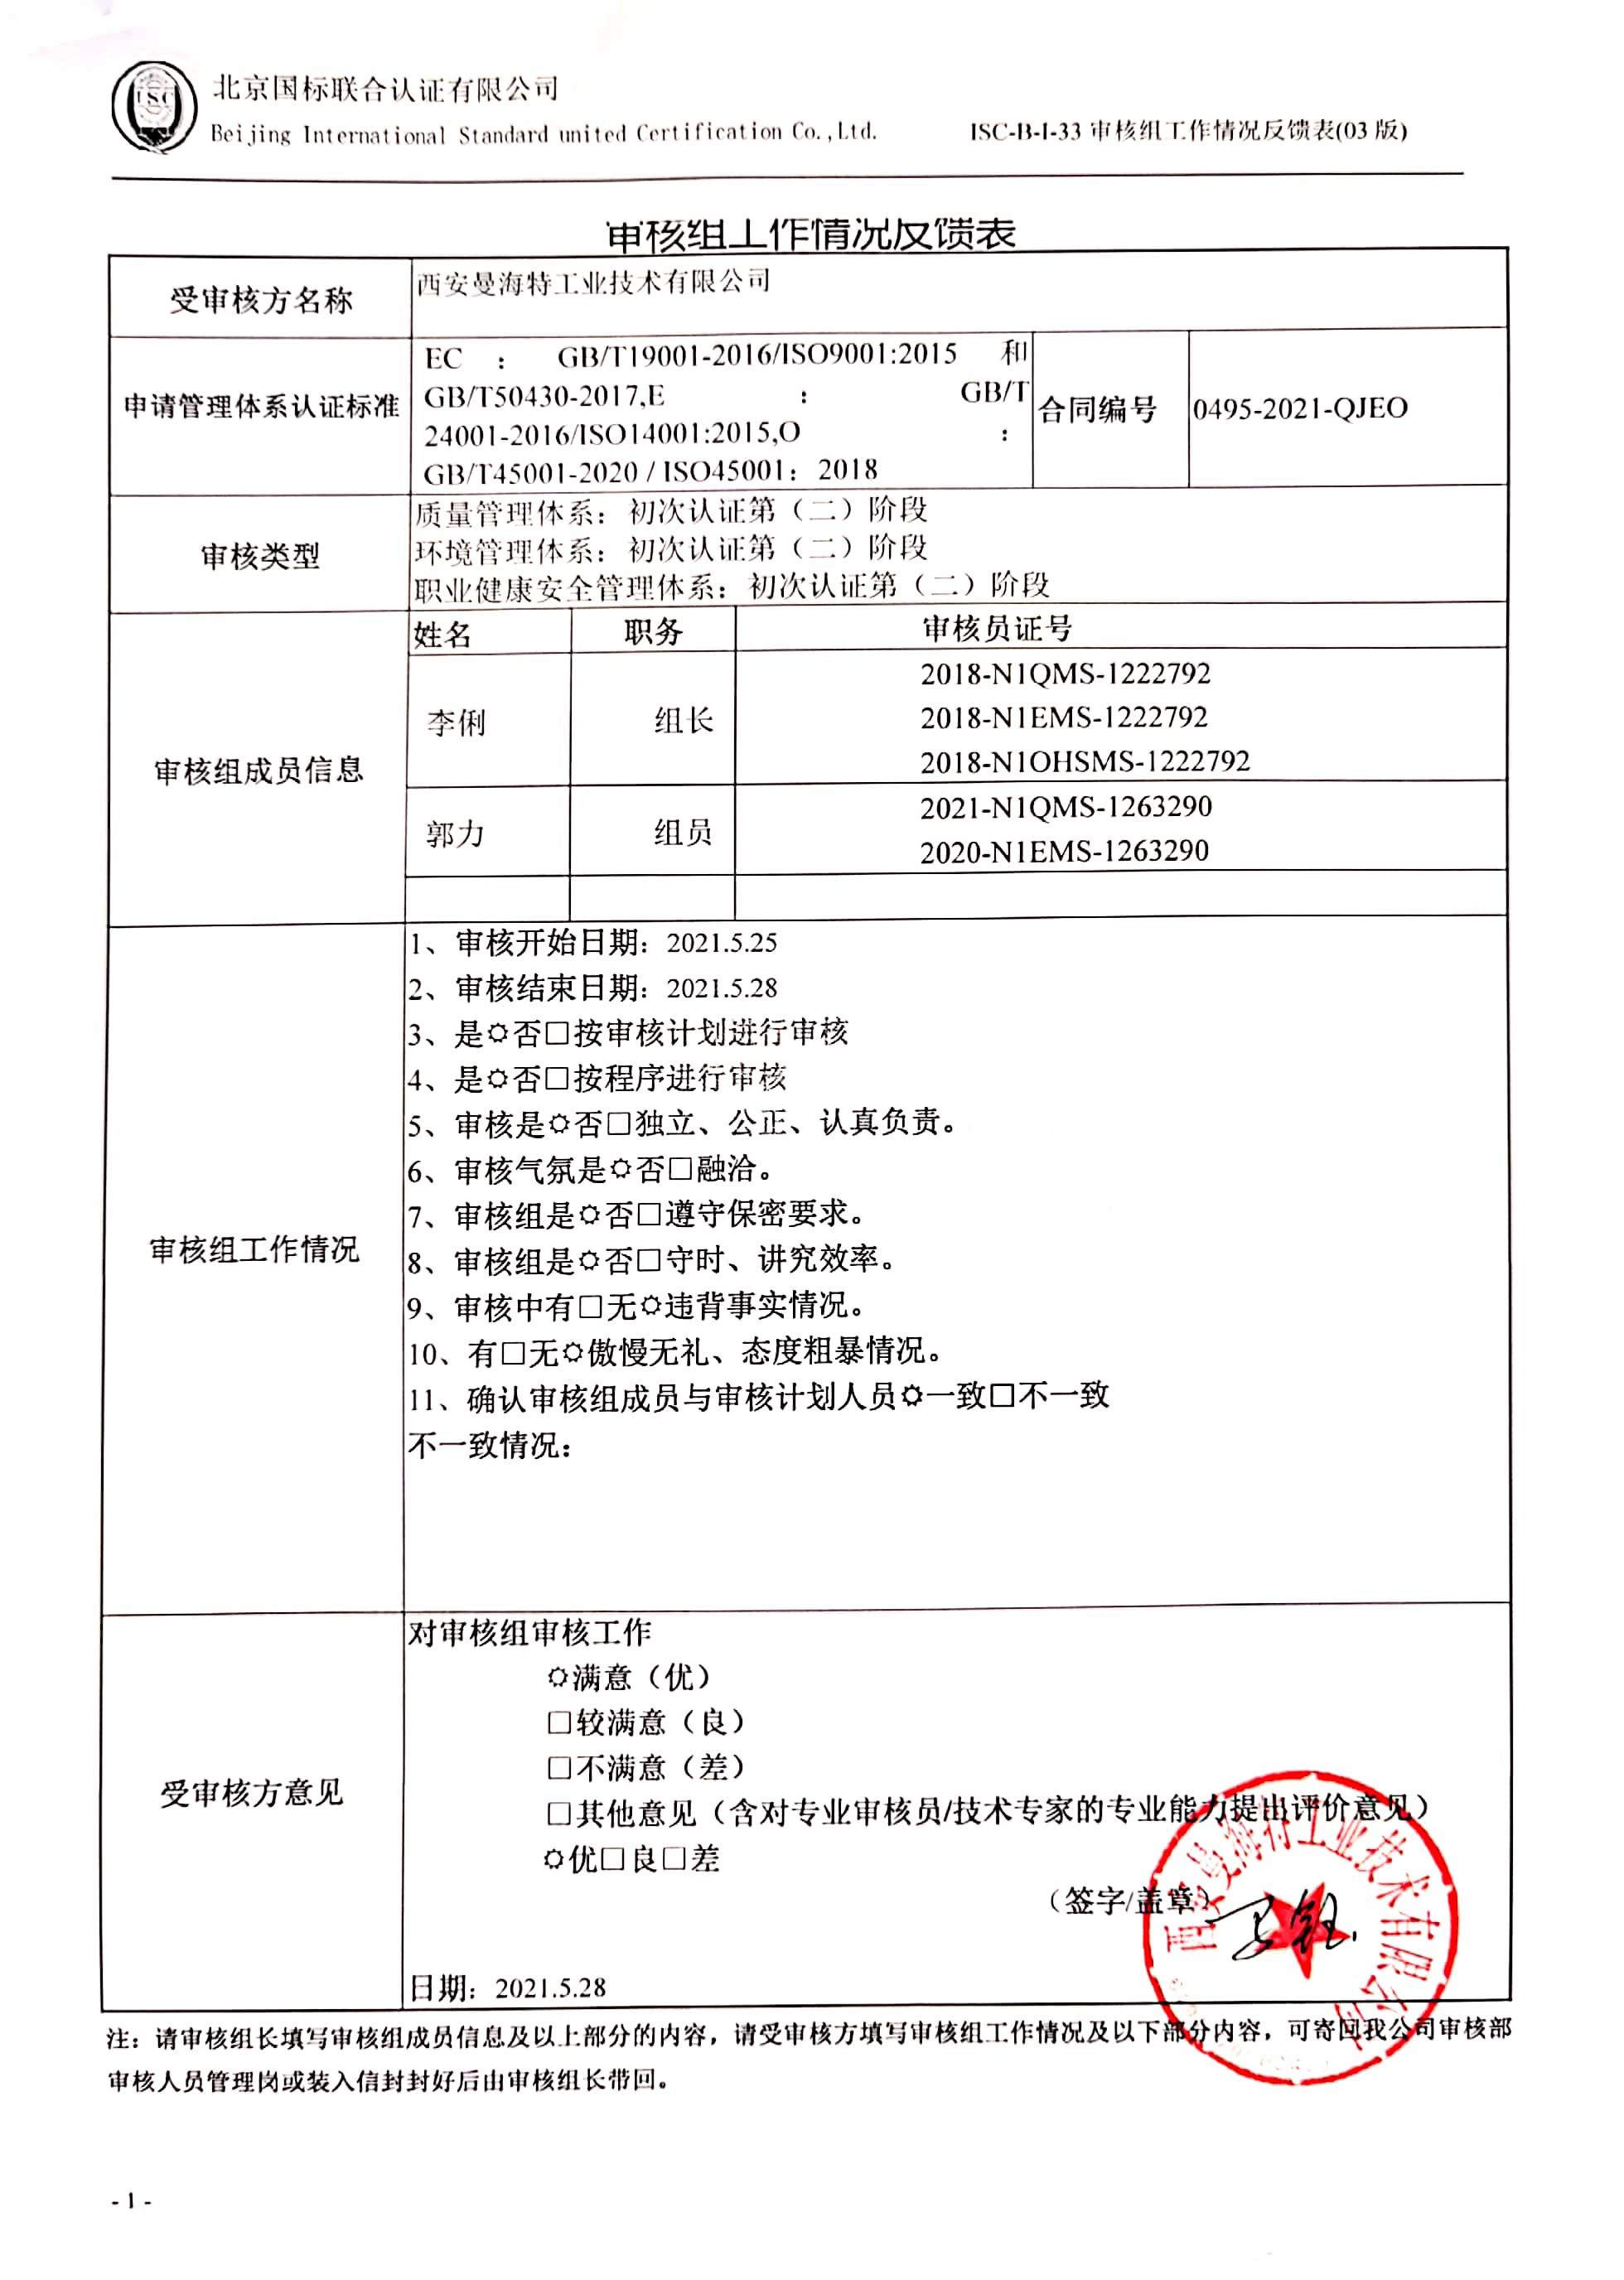 ISC
北京国标联合认证有限公司
Beijing International Standard united Certification Co.,Ltd.
ISC-B-I-33 审核组工作情况反馈表(03 版)
审核组工作情况反馈表
受审核方名称
西安曼海特工业技术有限公司
申请管理体系认证标准
EC : GB/T19001-2016/ISO9001:2015 和
GB/T50430-2017,E : GB/T
24001-2016/ISO14001:2015,O :
GB/T45001-2020 / ISO45001: 2018
合同编号
0495-2021-QJEO
审核类型
质量管理体系：初次认证第（二）阶段
环境管理体系：初次认证第（二）阶段
职业健康安全管理体系：初次认证第（二）阶段
审核组成员信息
姓名 职务 审核员证号
李俐 组长
2018-N1QMS-1222792
2018-N1EMS-1222792
2018-N1OHSMS-1222792
郭力 组员
2021-N1QMS-1263290
2020-N1EMS-1263290
审核组工作情况
1、审核开始日期：2021.5.25
2、审核结束日期：2021.5.28
3、是☼否□按审核计划进行审核
4、是☼否□按程序进行审核
5、审核是☼否□独立、公正、认真负责。
6、审核气氛是☼否□融洽。
7、审核组是☼否□遵守保密要求。
8、审核组是☼否□守时、讲究效率。
9、审核中有□无☼违背事实情况。
10、有□无☼傲慢无礼、态度粗暴情况。
11、确认审核组成员与审核计划人员☼一致□不一致
不一致情况：
受审核方意见
对审核组审核工作
☼满意（优）
□较满意（良）
□不满意（差）
□其他意见（含对专业审核员/技术专家的专业能力提出评价意见）
☼优□良□差
（签字/盖章）
西安曼海特工业技术有限公司
日期：2021.5.28
注：请审核组长填写审核组成员信息及以上部分的内容，请受审核方填写审核组工作情况及以下部分内容，可寄回我公司审核部
审核人员管理岗或装入信封封好后由审核组长带回。
- 1 -